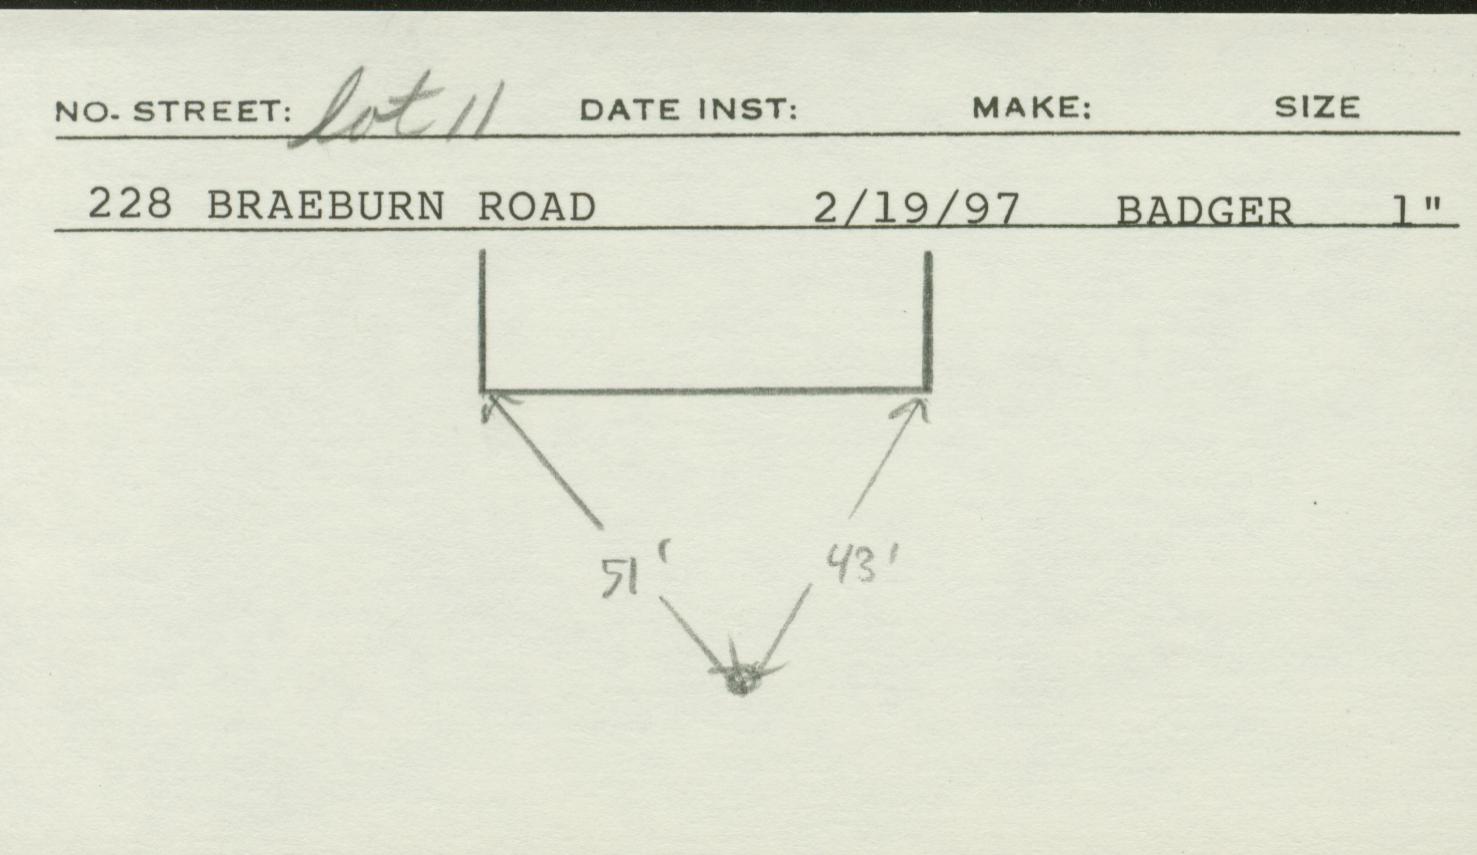 NO. STREET: lot 11 DATE INST: MAKE: SIZE
228 BRAEBURN ROAD 2/19/97 BADGER 1"
51' 43'